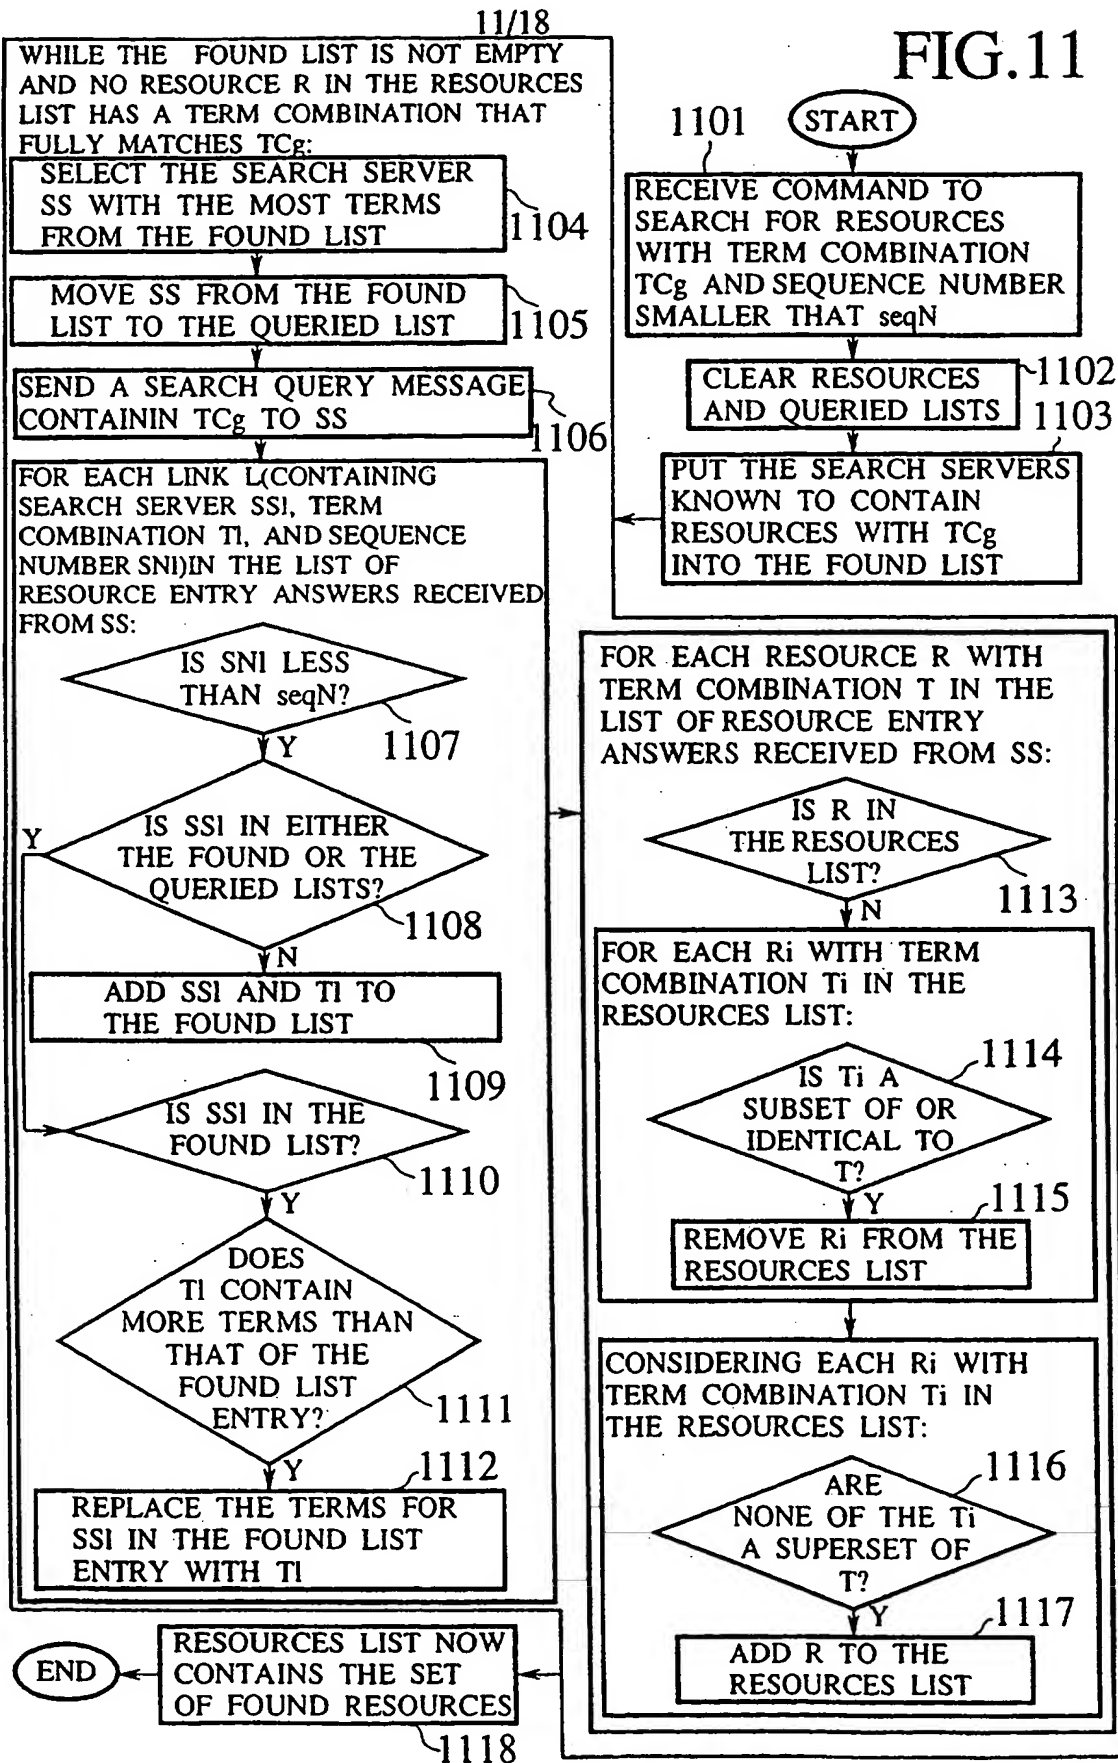 11/18
FIG.11
START
1101
RECEIVE COMMAND TO
SEARCH FOR RESOURCES
WITH TERM COMBINATION
TCg AND SEQUENCE NUMBER
SMALLER THAT seqN
CLEAR RESOURCES
AND QUERIED LISTS
1102
1103
PUT THE SEARCH SERVERS
KNOWN TO CONTAIN
RESOURCES WITH TCg
INTO THE FOUND LIST
WHILE THE FOUND LIST IS NOT EMPTY
AND NO RESOURCE R IN THE RESOURCES
LIST HAS A TERM COMBINATION THAT
FULLY MATCHES TCg:
SELECT THE SEARCH SERVER
SS WITH THE MOST TERMS
FROM THE FOUND LIST
1104
MOVE SS FROM THE FOUND
LIST TO THE QUERIED LIST
1105
SEND A SEARCH QUERY MESSAGE
CONTAININ TCg TO SS
1106
FOR EACH LINK L(CONTAINING
SEARCH SERVER SSl, TERM
COMBINATION Tl, AND SEQUENCE
NUMBER SNl)IN THE LIST OF
RESOURCE ENTRY ANSWERS RECEIVED
FROM SS:
IS SNl LESS
THAN seqN?
1107
Y
IS SSl IN EITHER
THE FOUND OR THE
QUERIED LISTS?
1108
Y
N
ADD SSl AND Tl TO
THE FOUND LIST
1109
IS SSl IN THE
FOUND LIST?
1110
Y
DOES
Tl CONTAIN
MORE TERMS THAN
THAT OF THE
FOUND LIST
ENTRY?
1111
Y
1112
REPLACE THE TERMS FOR
SSl IN THE FOUND LIST
ENTRY WITH Tl
FOR EACH RESOURCE R WITH
TERM COMBINATION T IN THE
LIST OF RESOURCE ENTRY
ANSWERS RECEIVED FROM SS:
IS R IN
THE RESOURCES
LIST?
1113
N
FOR EACH Ri WITH TERM
COMBINATION Ti IN THE
RESOURCES LIST:
1114
IS Ti A
SUBSET OF OR
IDENTICAL TO
T?
Y
1115
REMOVE Ri FROM THE
RESOURCES LIST
CONSIDERING EACH Ri WITH
TERM COMBINATION Ti IN
THE RESOURCES LIST:
1116
ARE
NONE OF THE Ti
A SUPERSET OF
T?
Y
1117
ADD R TO THE
RESOURCES LIST
RESOURCES LIST NOW
CONTAINS THE SET
OF FOUND RESOURCES
1118
END